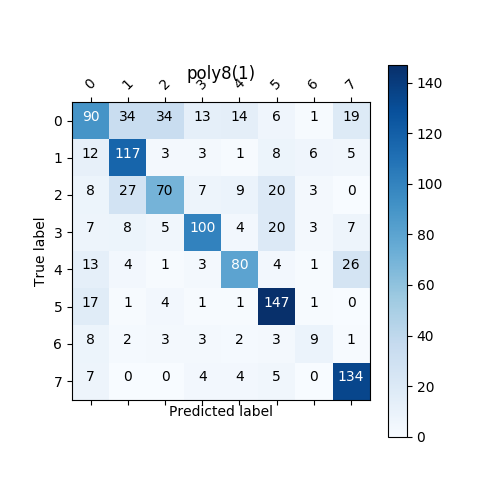 poly8(1)
0 1 2 3 4 5 6 7
0 90 34 34 13 14 6 1 19
1 12 117 3 3 1 8 6 5
2 8 27 70 7 9 20 3 0
3 7 8 5 100 4 20 3 7
4 13 4 1 3 80 4 1 26
5 17 1 4 1 1 147 1 0
6 8 2 3 3 2 3 9 1
7 7 0 0 4 4 5 0 134
True label
Predicted label
140
120
100
80
60
40
20
0